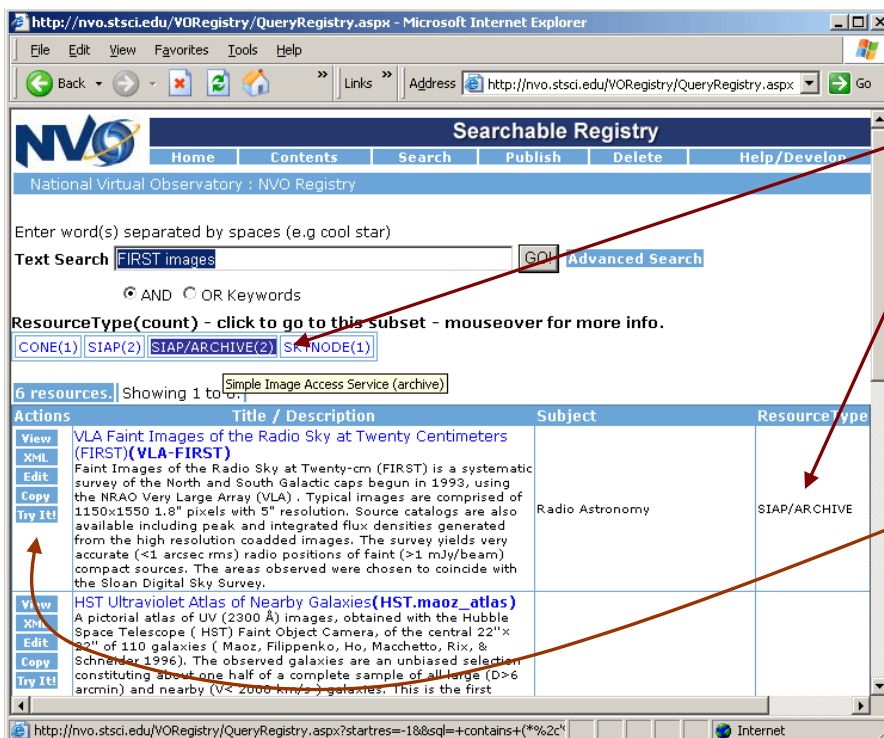 http://nvo.stsci.edu/VORegistry/QueryRegistry.aspx - Microsoft Internet Explorer
File Edit View Favorites Tools Help
Back » Links » Address http://nvo.stsci.edu/VORegistry/QueryRegistry.aspx Go
NVO
Searchable Registry
Home Contents Search Publish Delete Help/Develop
National Virtual Observatory : NVO Registry
Enter word(s) separated by spaces (e.g cool star)
Text Search FIRST images GO! Advanced Search
AND OR Keywords
ResourceType(count) - click to go to this subset - mouseover for more info.
CONE(1) SIAP(2) SIAP/ARCHIVE(2) SKYNODE(1)
Simple Image Access Service (archive)
6 resources. Showing 1 to 6.
Actions Title / Description Subject ResourceType
View XML Edit Copy Try It!
VLA Faint Images of the Radio Sky at Twenty Centimeters
(FIRST)(VLA-FIRST)
Faint Images of the Radio Sky at Twenty-cm (FIRST) is a systematic
survey of the North and South Galactic caps begun in 1993, using
the NRAO Very Large Array (VLA) . Typical images are comprised of
1150x1550 1.8" pixels with 5" resolution. Source catalogs are also
available including peak and integrated flux densities generated
from the high resolution coadded images. The survey yields very
accurate (<1 arcsec rms) radio positions of faint (>1 mJy/beam)
compact sources. The areas observed were chosen to coincide with
the Sloan Digital Sky Survey.
Radio Astronomy
SIAP/ARCHIVE
View XML Edit Copy Try It!
HST Ultraviolet Atlas of Nearby Galaxies(HST.maoz_atlas)
A pictorial atlas of UV (2300 Å) images, obtained with the Hubble
Space Telescope ( HST) Faint Object Camera, of the central 22"×
22" of 110 galaxies ( Maoz, Filippenko, Ho, Macchetto, Rix, &
Schneider 1996). The observed galaxies are an unbiased selection
constituting about one half of a complete sample of all large (D>6
arcmin) and nearby (V< 2000 km/s ) galaxies. This is the first
http://nvo.stsci.edu/VORegistry/QueryRegistry.aspx?startres=-1&&sql=+contains+(*%2c' Internet